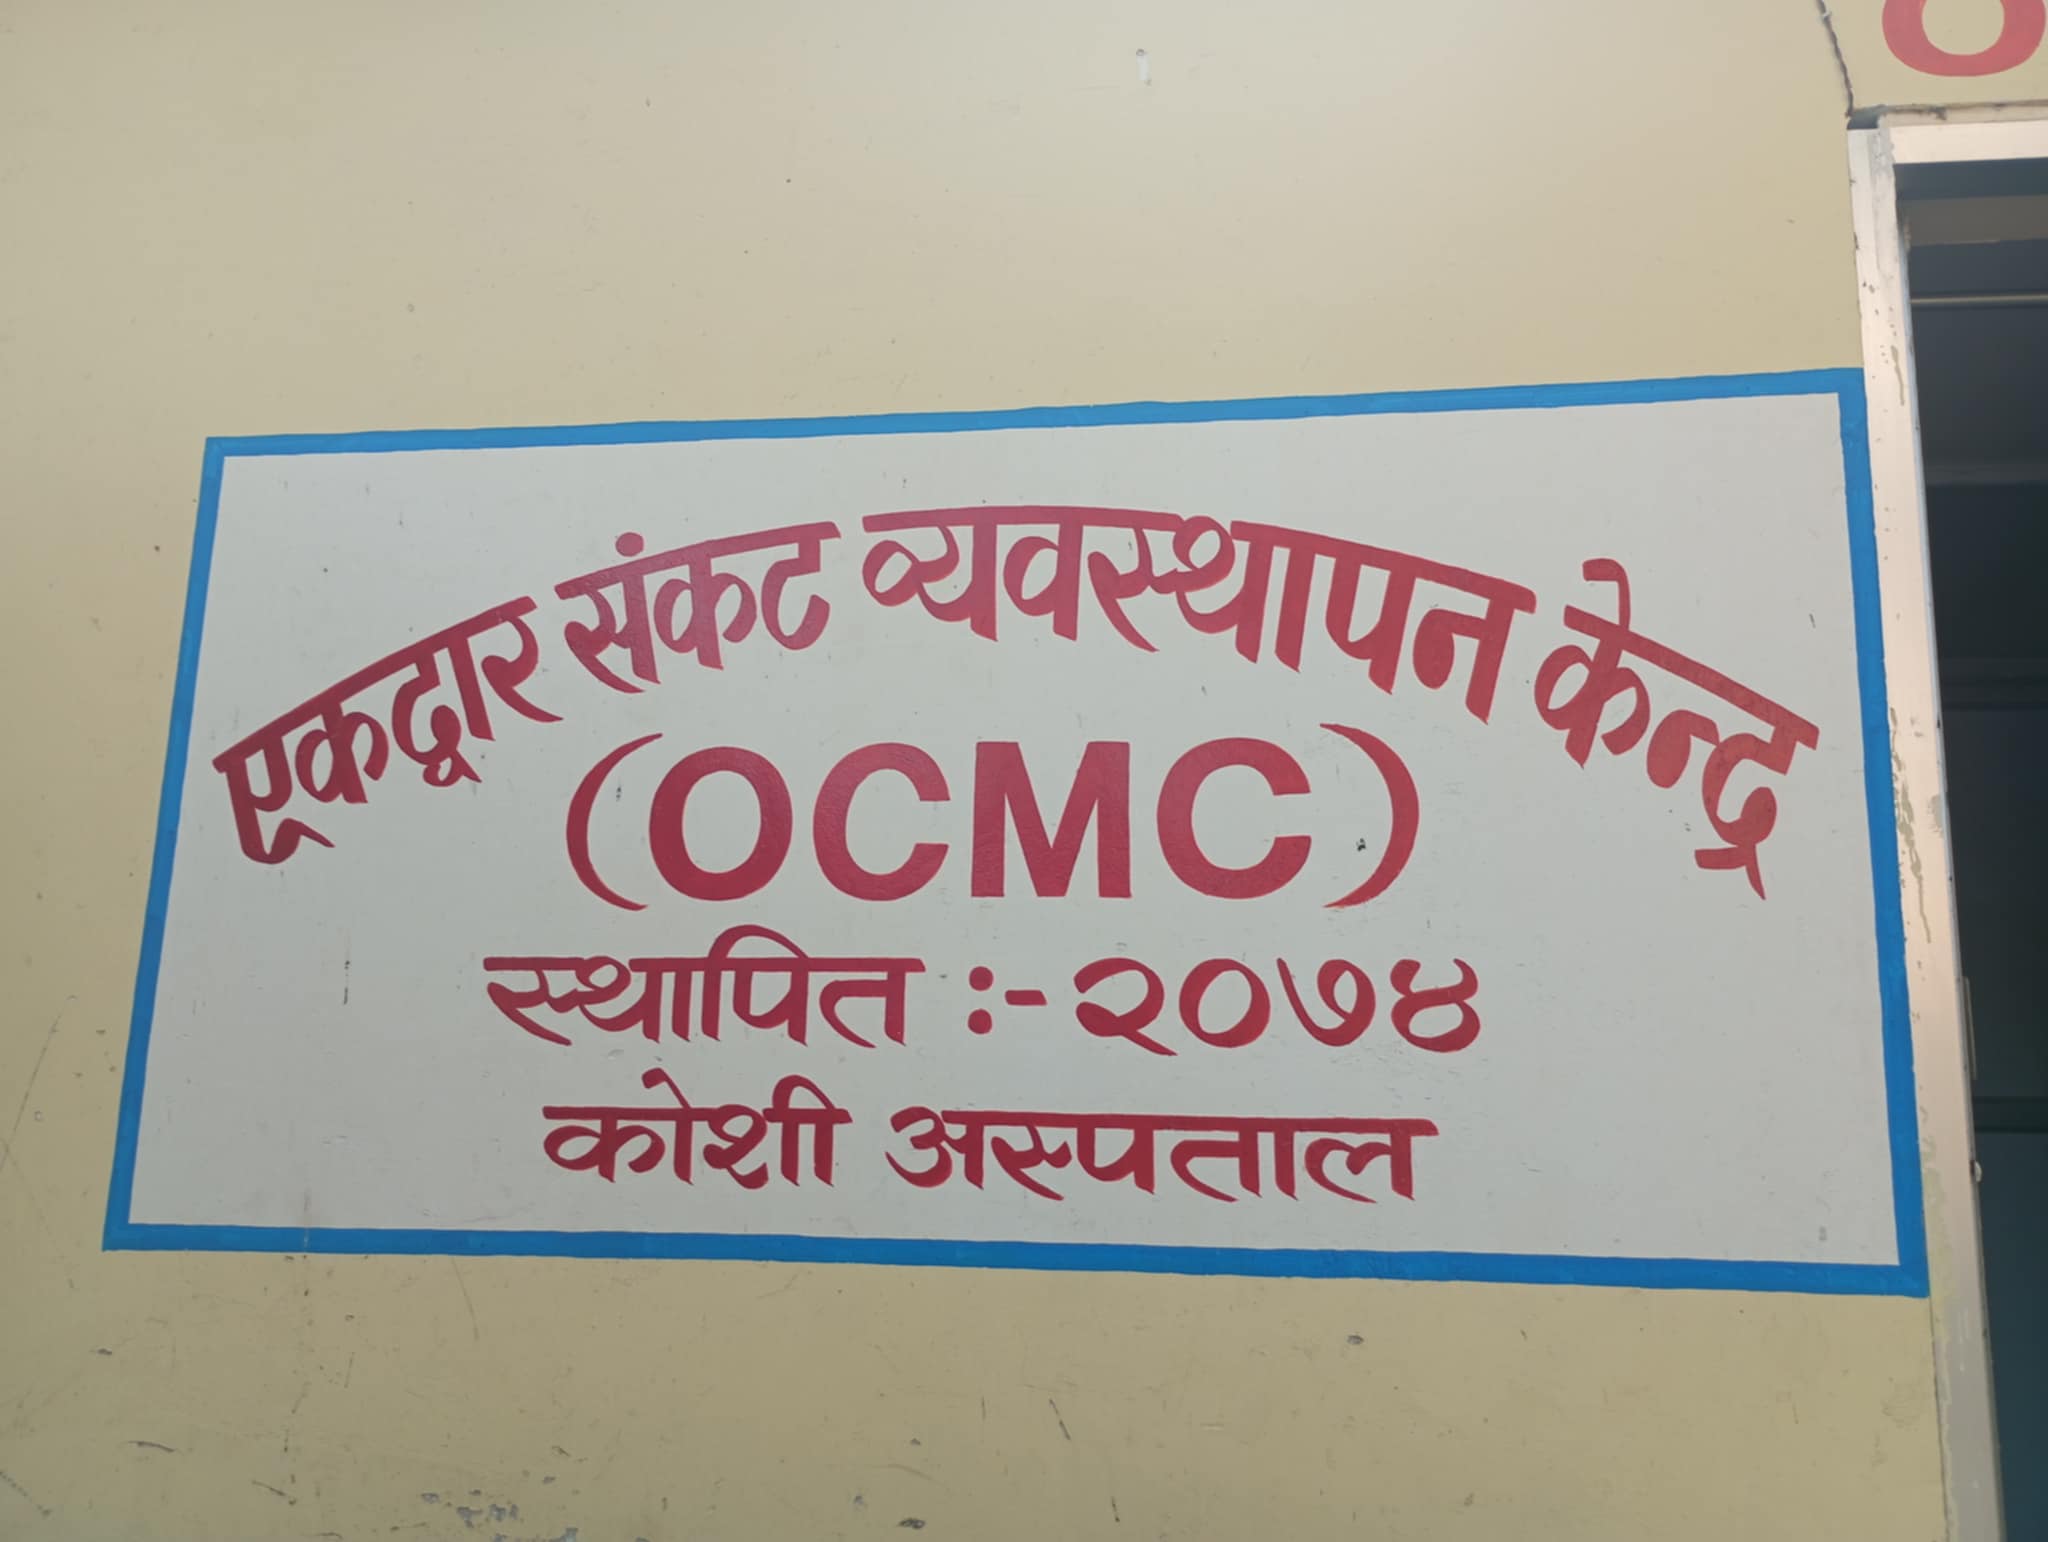 एकद्वार संकट व्यवस्थापन केन्द्र
(OCMC)
स्थापित :- २०७४
कोशी अस्पताल